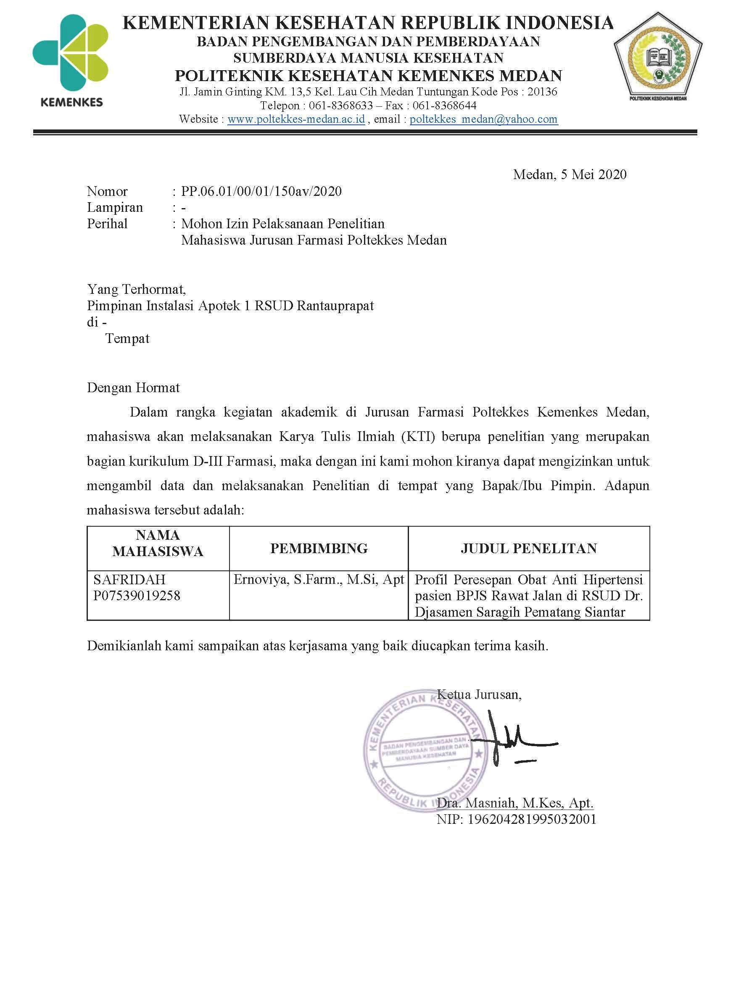 KEMENTERIAN KESEHATAN REPUBLIK INDONESIA
BADAN PENGEMBANGAN DAN PEMBERDAYAAN
SUMBERDAYA MANUSIA KESEHATAN
POLITEKNIK KESEHATAN KEMENKES MEDAN
Jl. Jamin Ginting KM. 13,5 Kel. Lau Cih Medan Tuntungan Kode Pos : 20136
Telepon : 061-8368633 – Fax : 061-8368644
Website : www.poltekkes-medan.ac.id , email : poltekkes_medan@yahoo.com
KEMENKES
POLITEKNIK KESEHATAN MEDAN
Medan, 5 Mei 2020
Nomor : PP.06.01/00/01/150av/2020
Lampiran : -
Perihal : Mohon Izin Pelaksanaan Penelitian
Mahasiswa Jurusan Farmasi Poltekkes Medan
Yang Terhormat,
Pimpinan Instalasi Apotek 1 RSUD Rantauprapat
di -
Tempat
Dengan Hormat
Dalam rangka kegiatan akademik di Jurusan Farmasi Poltekkes Kemenkes Medan,
mahasiswa akan melaksanakan Karya Tulis Ilmiah (KTI) berupa penelitian yang merupakan
bagian kurikulum D-III Farmasi, maka dengan ini kami mohon kiranya dapat mengizinkan untuk
mengambil data dan melaksanakan Penelitian di tempat yang Bapak/Ibu Pimpin. Adapun
mahasiswa tersebut adalah:
NAMA
MAHASISWA
PEMBIMBING
JUDUL PENELITAN
SAFRIDAH
P07539019258
Ernoviya, S.Farm., M.Si, Apt
Profil Peresepan Obat Anti Hipertensi
pasien BPJS Rawat Jalan di RSUD Dr.
Djasamen Saragih Pematang Siantar
Demikianlah kami sampaikan atas kerjasama yang baik diucapkan terima kasih.
Ketua Jurusan,
KEMENTERIAN KESEHATAN
BADAN PENGEMBANGAN DAN
PEMBERDAYAAN SUMBER DAYA
MANUSIA KESEHATAN
REPUBLIK INDONESIA
Dra. Masniah, M.Kes, Apt.
NIP: 196204281995032001